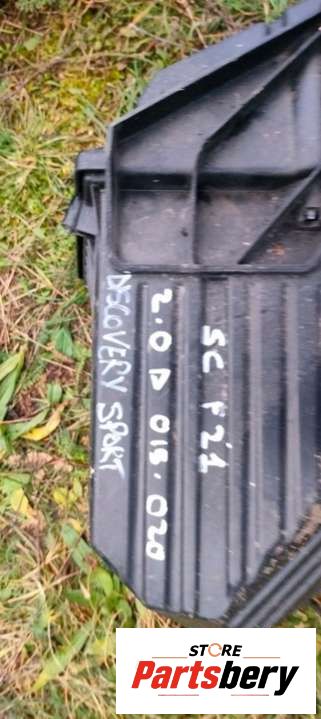 DISCOVERY SPORT
2.0 D 015.020
SC F21
STORE
Partsbery